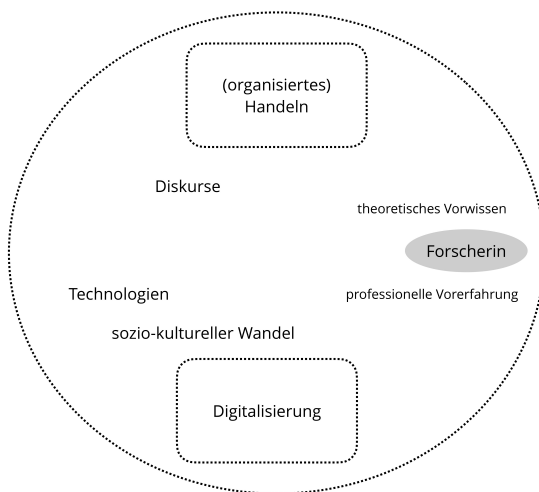 (organisiertes)
Handeln
Diskurse
theoretisches Vorwissen
Forscherin
Technologien
professionelle Vorerfahrung
sozio-kultureller Wandel
Digitalisierung